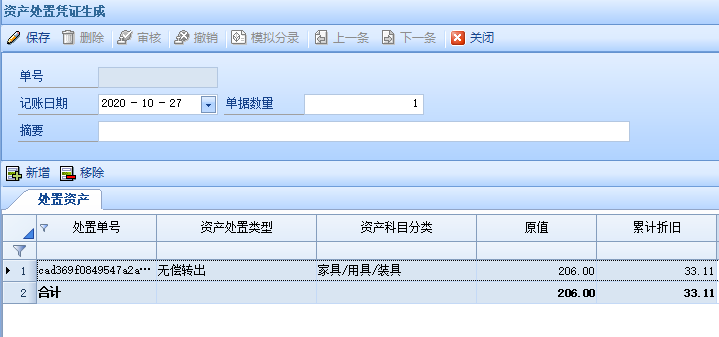 资产处置凭证生成
保存 删除 审核 撤销 模拟分录 上一条 下一条 关闭
单号
记账日期 2020 - 10 - 27 单据数量 1
摘要
新增 移除
处置资产
处置单号 资产处置类型 资产科目分类 原值 累计折旧
1 cad369f0849547a2a… 无偿转出 家具/用具/装具 206.00 33.11
2 合计 206.00 33.11